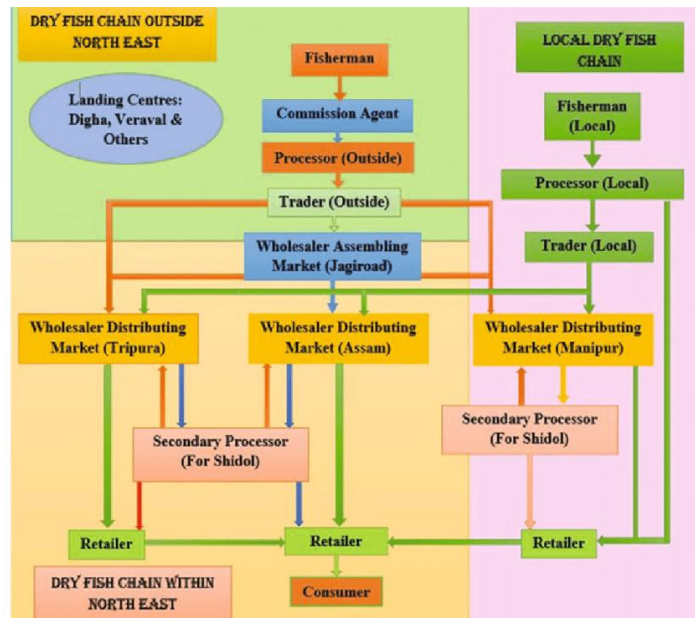 DRY FISH CHAIN OUTSIDE
NORTH EAST
Landing Centres:
Digha, Veraval &
Others
Fisherman
Commission Agent
Processor (Outside)
Trader (Outside)
Wholesaler Assembling
Market (Jagiroad)
LOCAL DRY FISH
CHAIN
Fisherman
(Local)
Processor (Local)
Trader (Local)
Wholesaler Distributing
Market (Tripura)
Wholesaler Distributing
Market (Assam)
Wholesaler Distributing
Market (Manipur)
Secondary Processor
(For Shidol)
Secondary Processor
(For Shidol)
Retailer
Retailer
Retailer
Consumer
DRY FISH CHAIN WITHIN
NORTH EAST